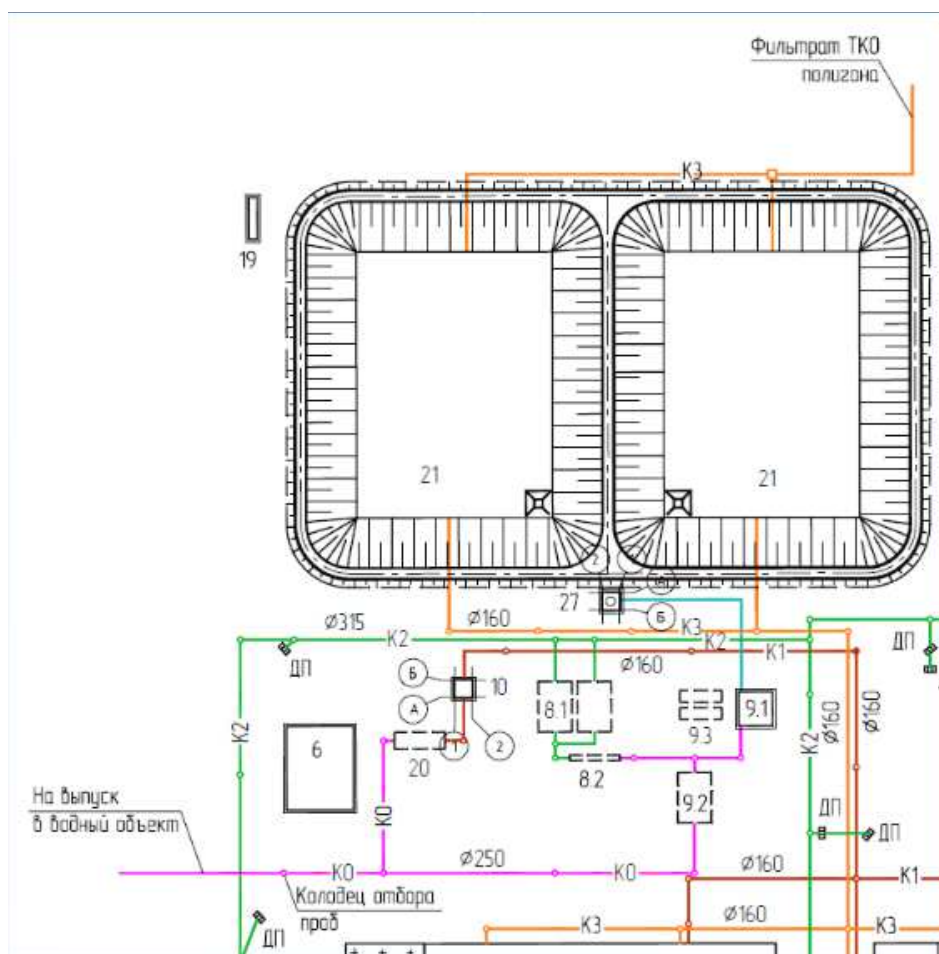 Фильтрат ТКО
полигона
К3
19
21
21
2
27
Б
Ø315
Ø160
К3
К2
К2
К1
ДП
ДП
Б
10
Ø160
А
8.1
9.1
9.3
Ø160
Ø160
К2
К2
6
20
2
8.2
9.2
На выпуск
в водный объект
К0
ДП
ДП
К0
Ø250
К0
Ø160
К1
Колодец отбора
проб
Ø160
ДП
К3
К3